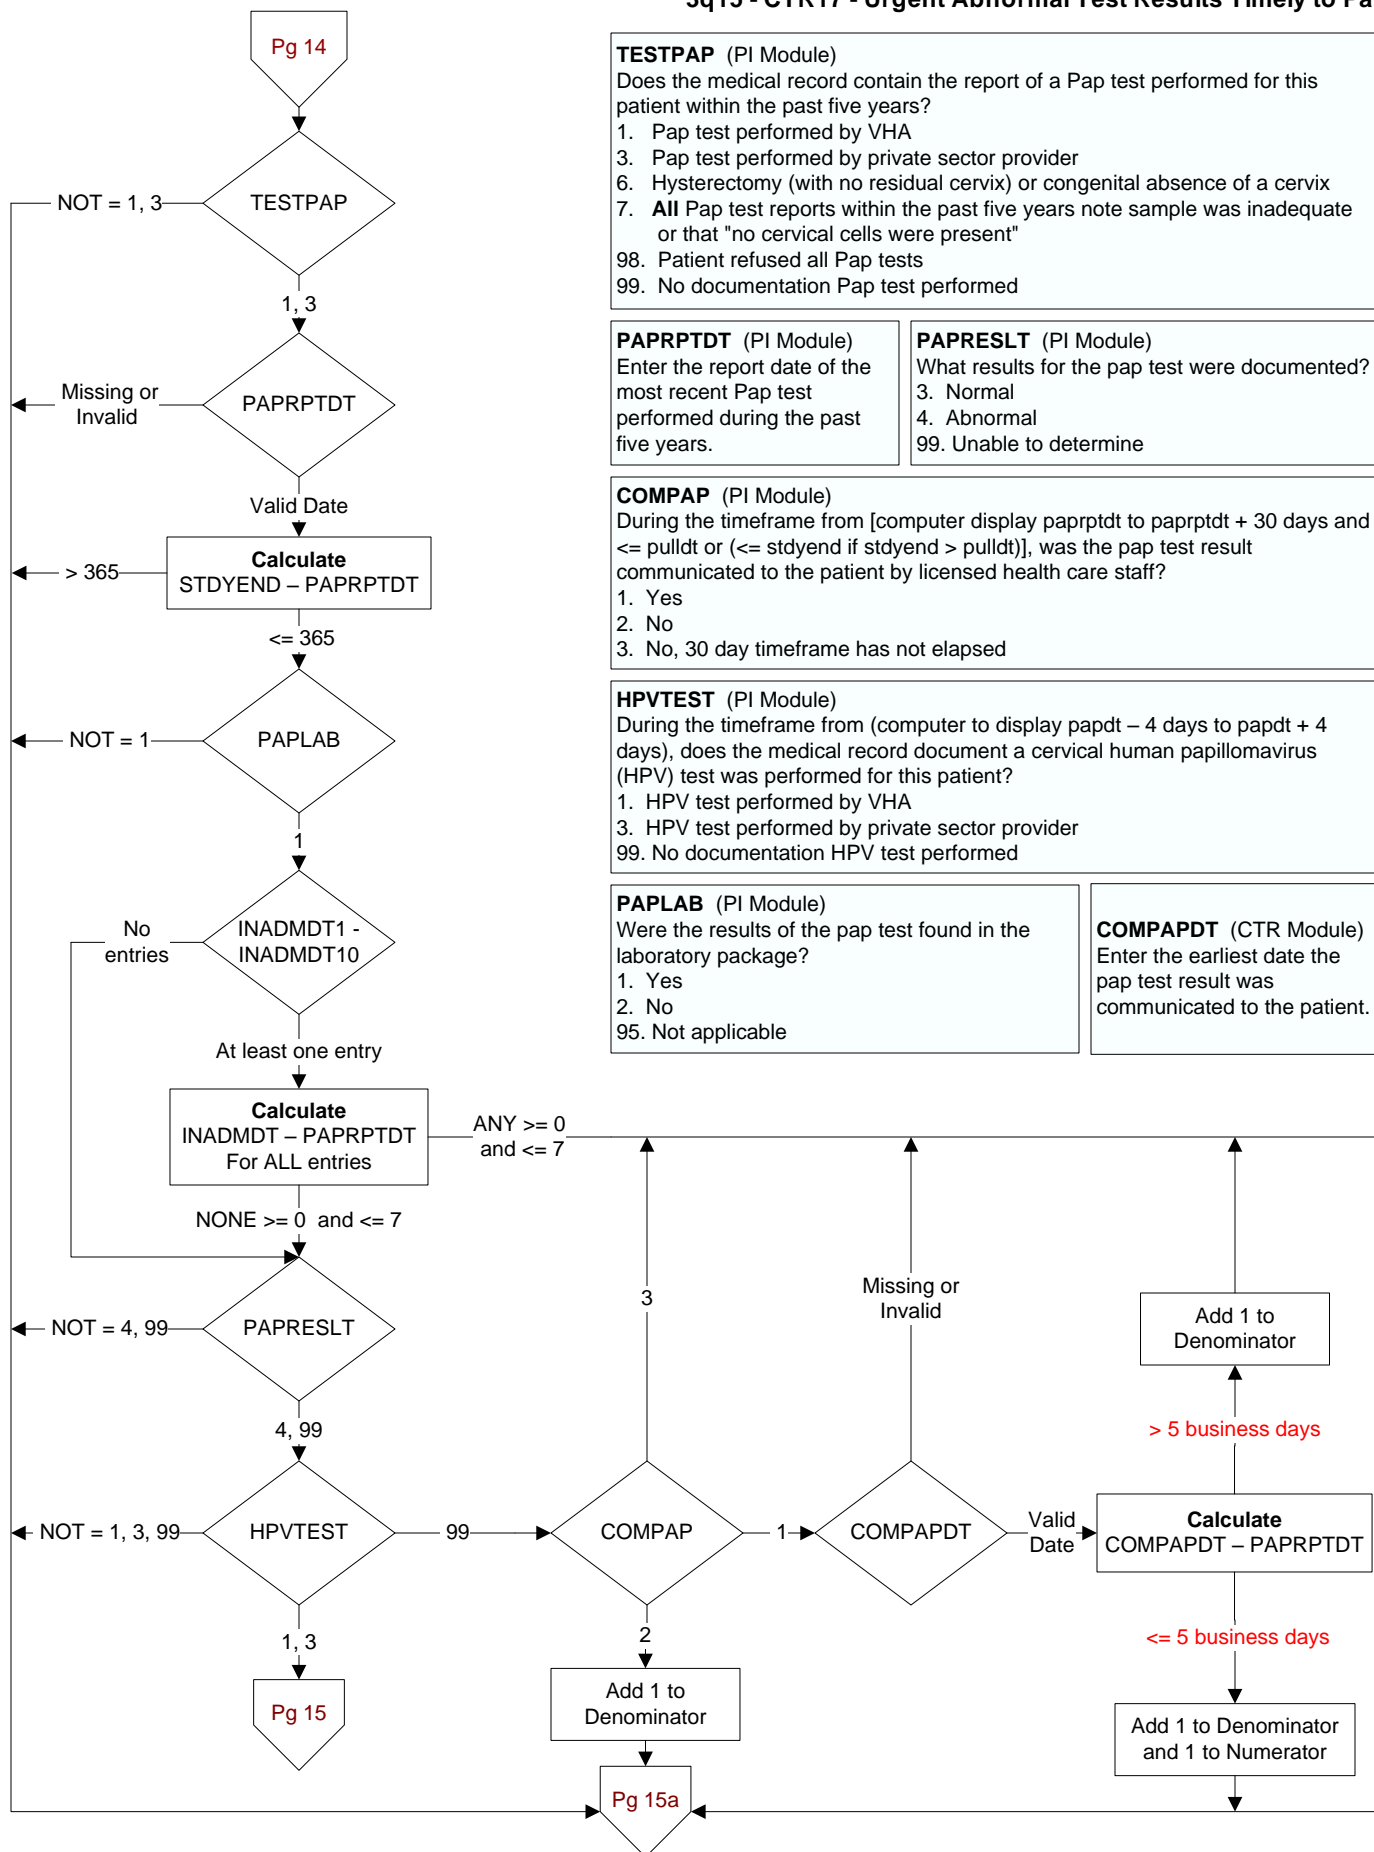 3q15 - CTR17 - Urgent Abnormal Test Results Timely to Pa
Pg 14
TESTPAP (PI Module)
Does the medical record contain the report of a Pap test performed for this
patient within the past five years?
1. Pap test performed by VHA
3. Pap test performed by private sector provider
6. Hysterectomy (with no residual cervix) or congenital absence of a cervix
7. All Pap test reports within the past five years note sample was inadequate
or that "no cervical cells were present"
98. Patient refused all Pap tests
99. No documentation Pap test performed
NOT = 1, 3
TESTPAP
1, 3
PAPRPTDT (PI Module)
Enter the report date of the
most recent Pap test
performed during the past
five years.
PAPRESLT (PI Module)
What results for the pap test were documented?
3. Normal
4. Abnormal
99. Unable to determine
Missing or
Invalid
PAPRPTDT
Valid Date
COMPAP (PI Module)
During the timeframe from [computer display paprptdt to paprptdt + 30 days and
<= pulldt or (<= stdyend if stdyend > pulldt)], was the pap test result
communicated to the patient by licensed health care staff?
1. Yes
2. No
3. No, 30 day timeframe has not elapsed
> 365
Calculate
STDYEND – PAPRPTDT
<= 365
HPVTEST (PI Module)
During the timeframe from (computer to display papdt – 4 days to papdt + 4
days), does the medical record document a cervical human papillomavirus
(HPV) test was performed for this patient?
1. HPV test performed by VHA
3. HPV test performed by private sector provider
99. No documentation HPV test performed
NOT = 1
PAPLAB
1
PAPLAB (PI Module)
Were the results of the pap test found in the
laboratory package?
1. Yes
2. No
95. Not applicable
COMPAPDT (CTR Module)
Enter the earliest date the
pap test result was
communicated to the patient.
No
entries
INADMDT1 -
INADMDT10
At least one entry
Calculate
INADMDT – PAPRPTDT
For ALL entries
ANY >= 0
and <= 7
NONE >= 0 and <= 7
NOT = 4, 99
PAPRESLT
3
Missing or
Invalid
Add 1 to
Denominator
4, 99
> 5 business days
NOT = 1, 3, 99
HPVTEST
99
COMPAP
1
COMPAPDT
Valid
Date
Calculate
COMPAPDT – PAPRPTDT
1, 3
2
<= 5 business days
Pg 15
Add 1 to
Denominator
Add 1 to Denominator
and 1 to Numerator
Pg 15a